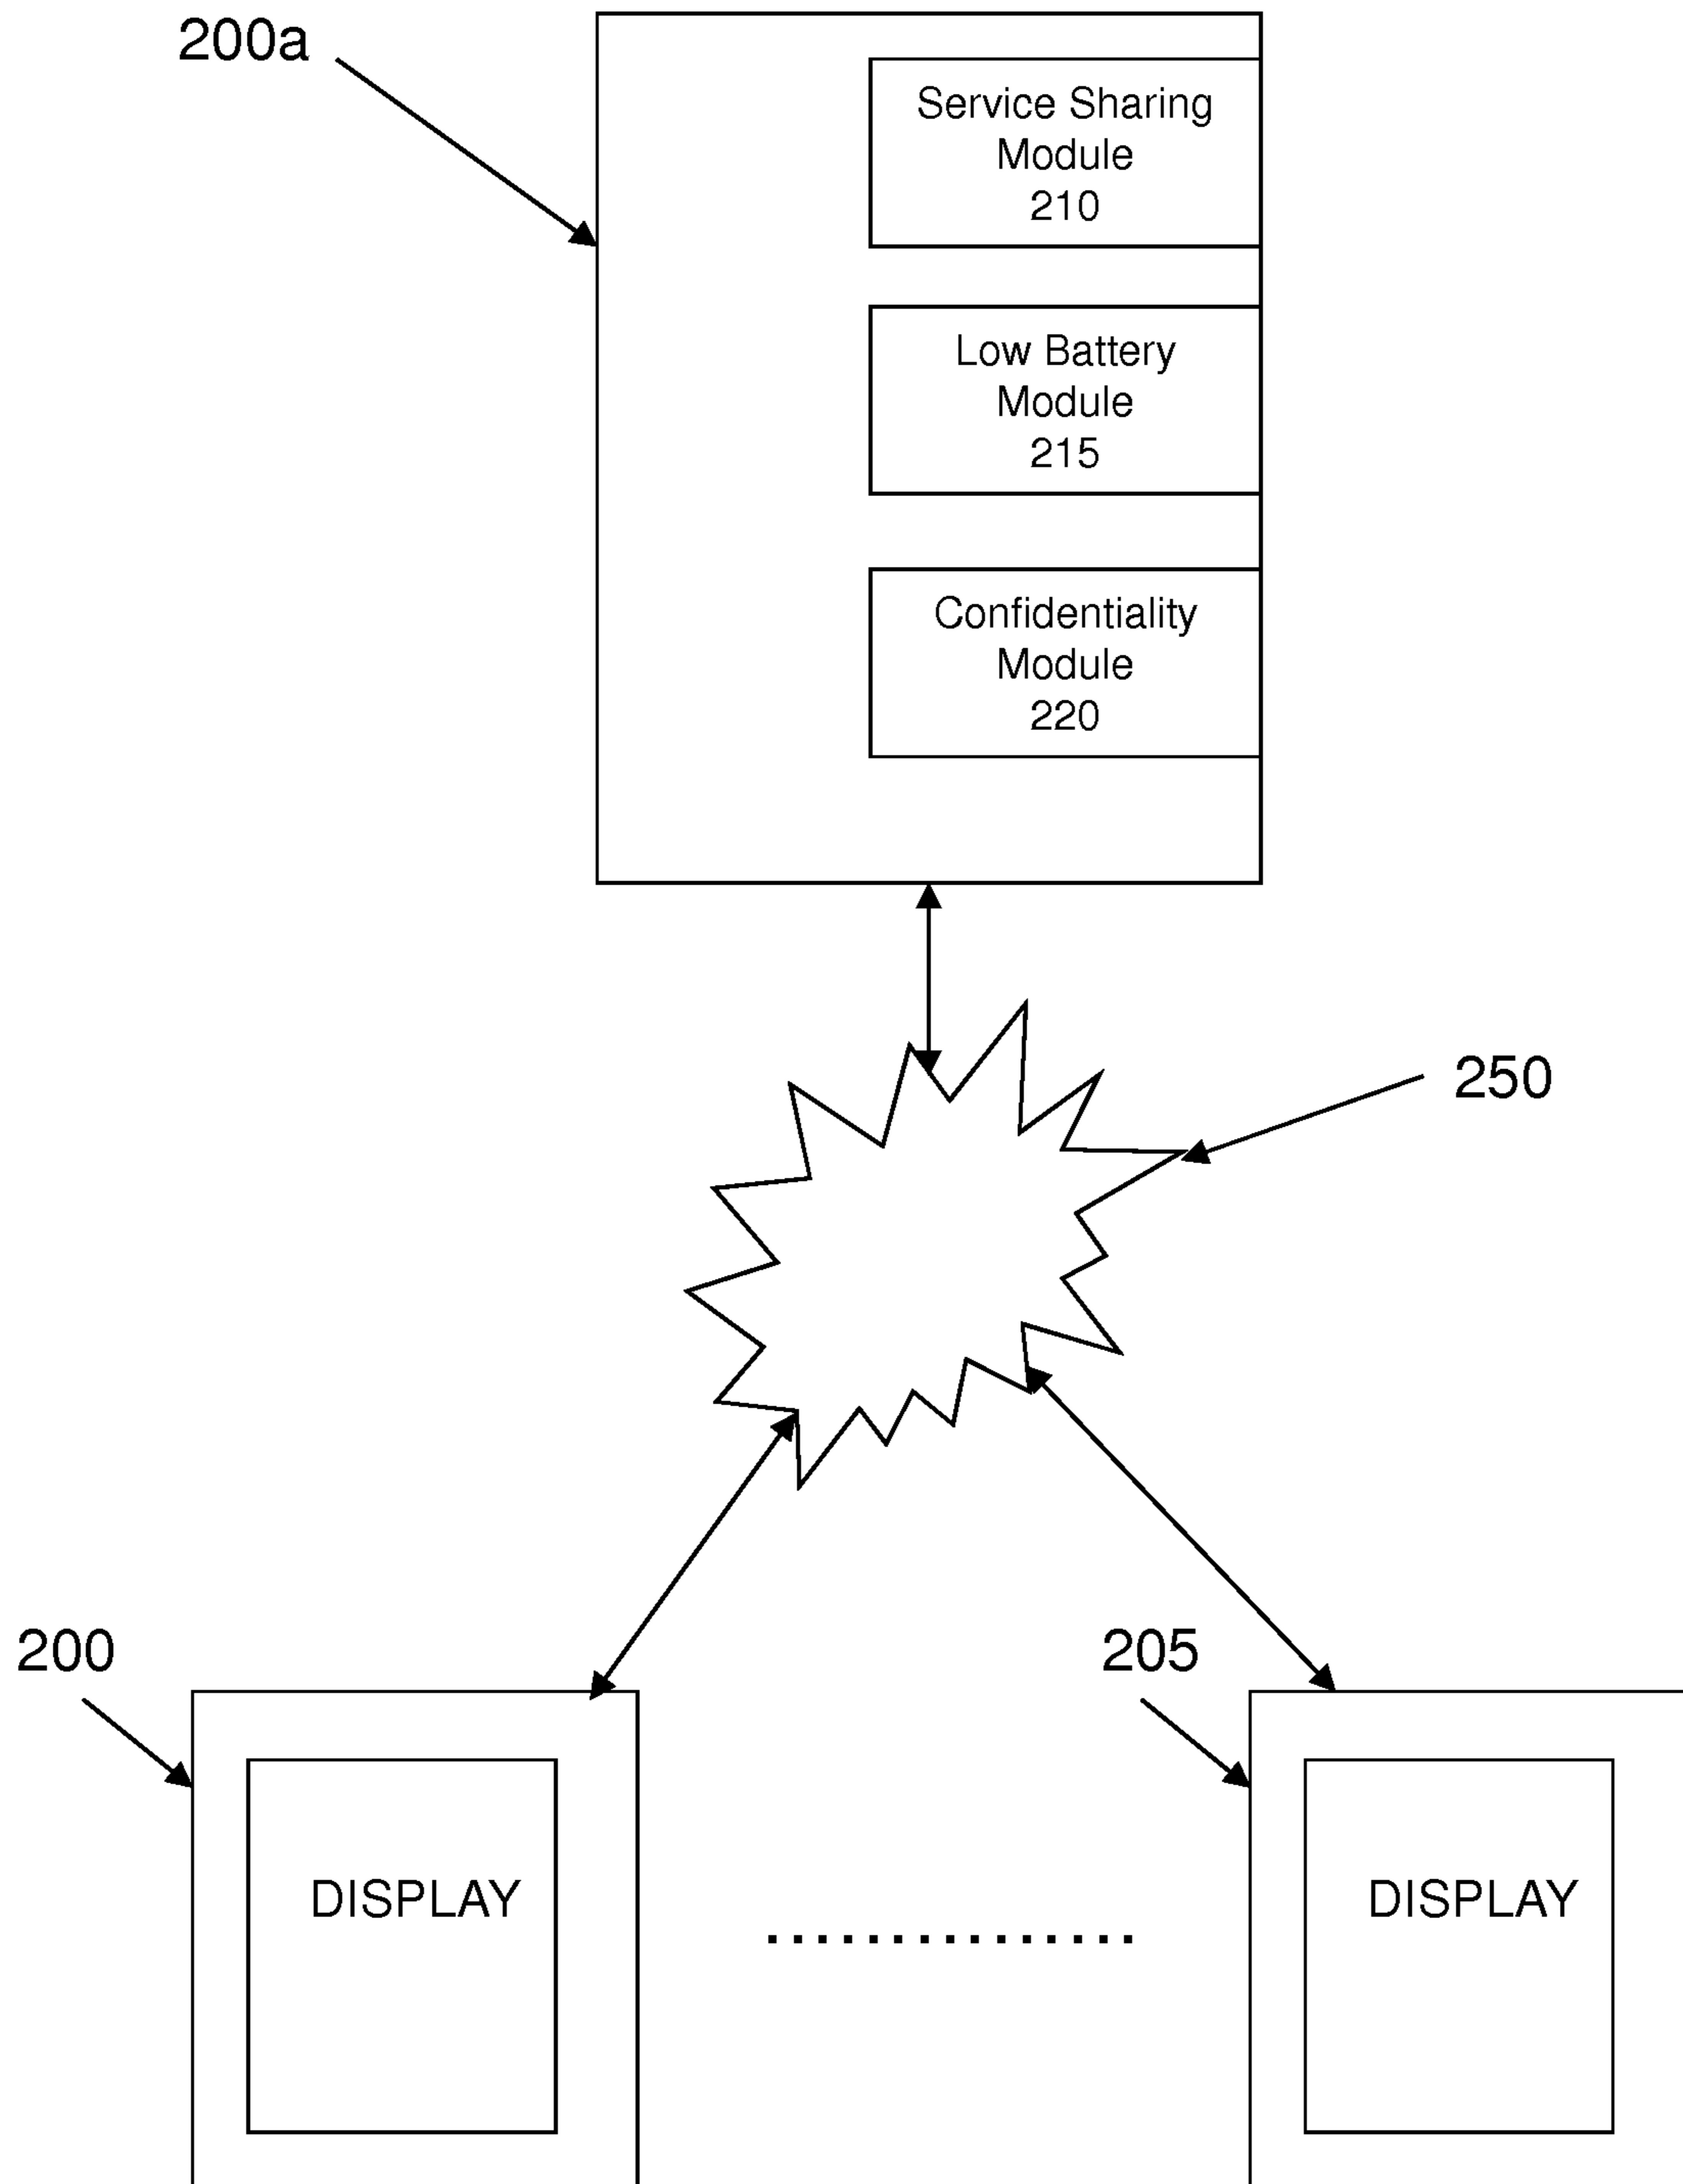 200a
Service Sharing
Module
210
Low Battery
Module
215
Confidentiality
Module
220
250
200
205
DISPLAY
DISPLAY